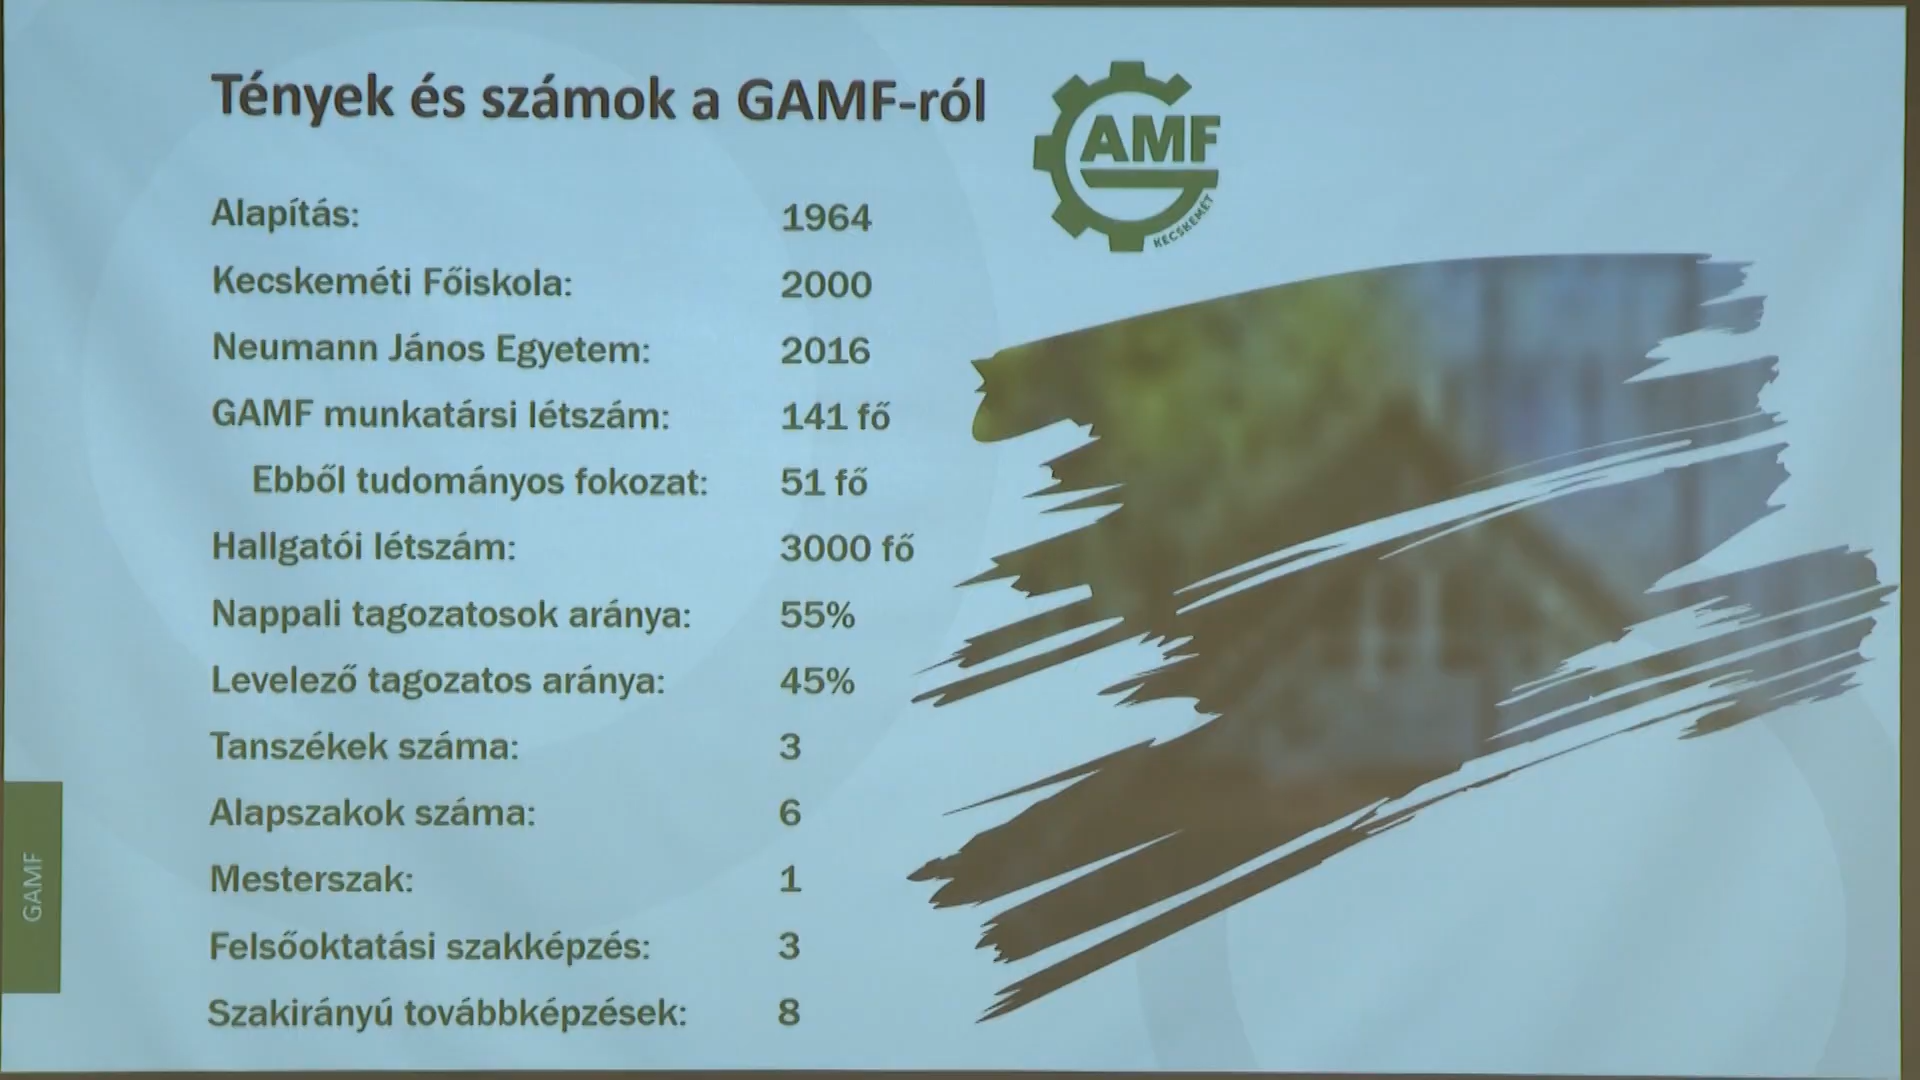 Tények és számok a GAMF-ról
GAMF
KECSKEMÉT
Alapítás: 1964
Kecskeméti Főiskola: 2000
Neumann János Egyetem: 2016
GAMF munkatársi létszám: 141 fő
Ebből tudományos fokozat: 51 fő
Hallgatói létszám: 3000 fő
Nappali tagozatosok aránya: 55%
Levelező tagozatos aránya: 45%
Tanszékek száma: 3
Alapszakok száma: 6
Mesterszak: 1
Felsőoktatási szakképzés: 3
Szakirányú továbbképzések: 8
GAMF